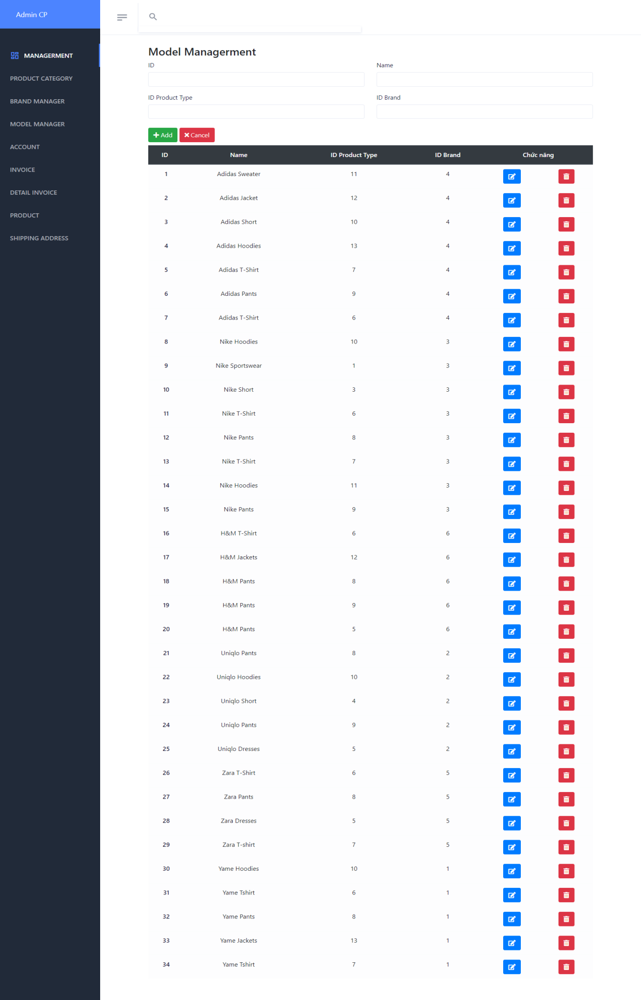 Admin CP
MANAGERMENT
PRODUCT CATEGORY
BRAND MANAGER
MODEL MANAGER
ACCOUNT
INVOICE
DETAIL INVOICE
PRODUCT
SHIPPING ADDRESS
Model Managerment
ID Name
ID Product Type ID Brand
Add Cancel
ID Name ID Product Type ID Brand Chức năng
1 Adidas Sweater 11 4
2 Adidas Jacket 12 4
3 Adidas Short 10 4
4 Adidas Hoodies 13 4
5 Adidas T-Shirt 7 4
6 Adidas Pants 9 4
7 Adidas T-Shirt 6 4
8 Nike Hoodies 10 3
9 Nike Sportswear 1 3
10 Nike Short 3 3
11 Nike T-Shirt 6 3
12 Nike Pants 8 3
13 Nike T-Shirt 7 3
14 Nike Hoodies 11 3
15 Nike Pants 9 3
16 H&M T-Shirt 6 6
17 H&M Jackets 12 6
18 H&M Pants 8 6
19 H&M Pants 9 6
20 H&M Pants 5 6
21 Uniqlo Pants 8 2
22 Uniqlo Hoodies 10 2
23 Uniqlo Short 4 2
24 Uniqlo Pants 9 2
25 Uniqlo Dresses 5 2
26 Zara T-Shirt 6 5
27 Zara Pants 8 5
28 Zara Dresses 5 5
29 Zara T-shirt 7 5
30 Yame Hoodies 10 1
31 Yame Tshirt 6 1
32 Yame Pants 8 1
33 Yame Jackets 13 1
34 Yame Tshirt 7 1